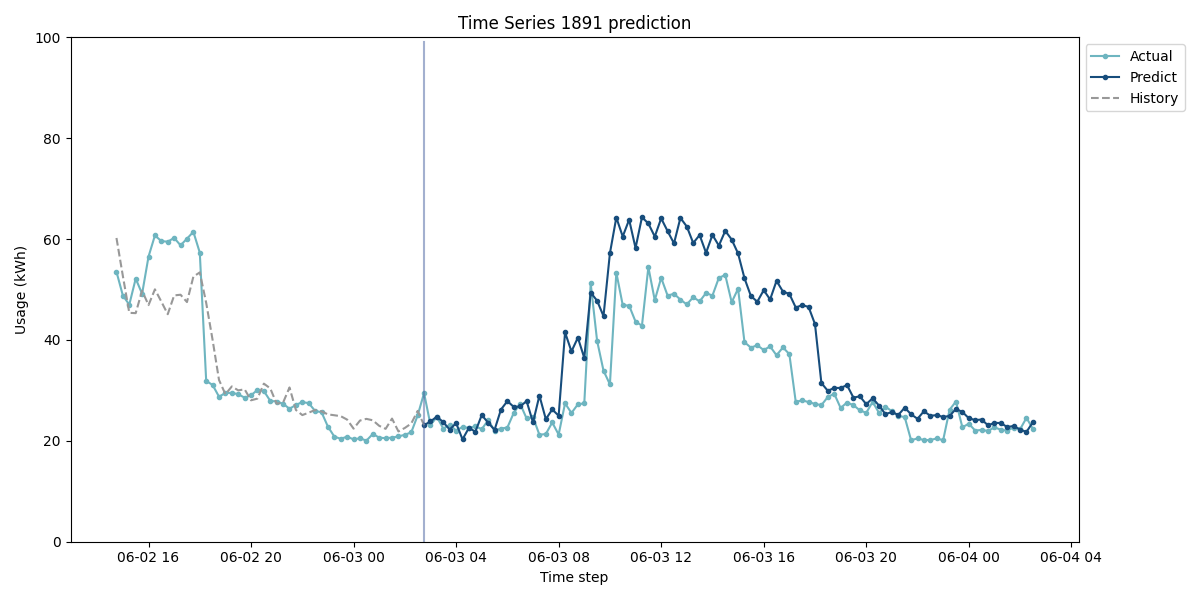 Time Series 1891 prediction
Usage (kWh)
100
80
60
40
20
0
06-02 16
06-02 20
06-03 00
06-03 04
06-03 08
06-03 12
06-03 16
06-03 20
06-04 00
06-04 04
Time step
Actual
Predict
History